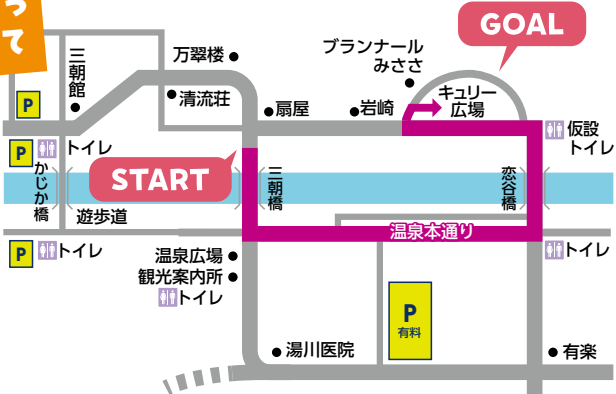 って
GOAL
ブランナール
みささ
万翠楼
三朝館
清流荘
P
扇屋
岩崎
キュリー
広場
仮設
トイレ
P
トイレ
START
かじか橋
三朝橋
恋谷橋
遊歩道
温泉本通り
P
トイレ
温泉広場
観光案内所
トイレ
トイレ
P
有料
湯川医院
有楽